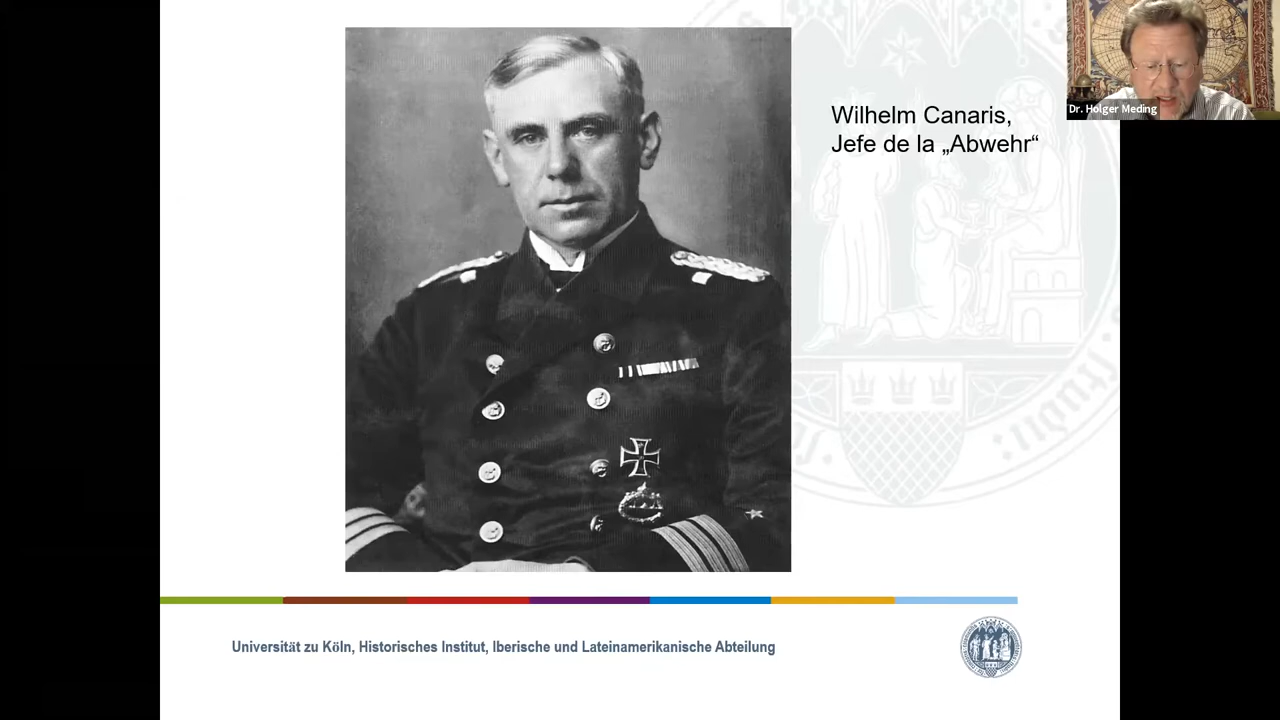 Dr. Holger Meding
Wilhelm Canaris,
Jefe de la „Abwehr“
Universität zu Köln, Historisches Institut, Iberische und Lateinamerikanische Abteilung